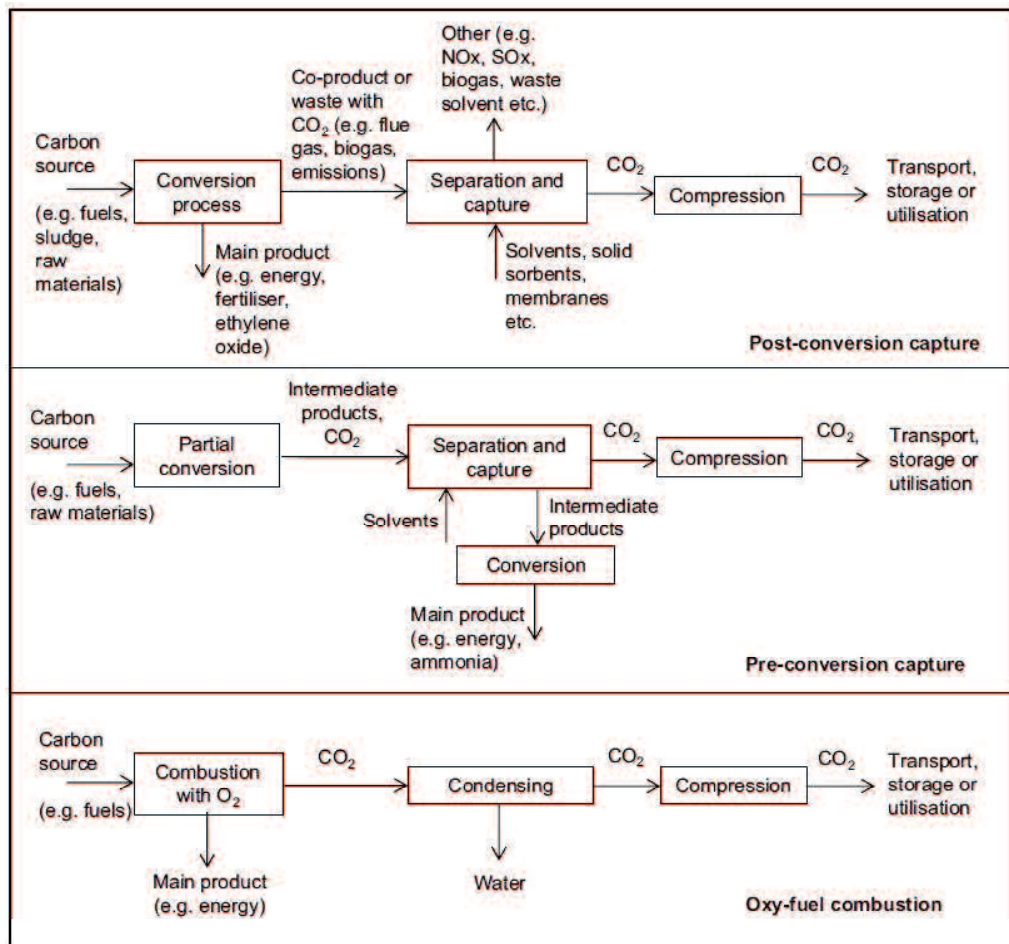 Other (e.g.
NOx, SOx,
biogas, waste
solvent etc.)
Co-product or
waste with
CO₂ (e.g. flue
gas, biogas,
emissions)
Carbon
source
(e.g. fuels,
sludge,
raw
materials)
Conversion
process
Main product
(e.g. energy,
fertiliser,
ethylene
oxide)
Separation and
capture
Solvents, solid
sorbents,
membranes
etc.
CO₂
Compression
CO₂
Transport,
storage or
utilisation
Post-conversion capture
Carbon
source
(e.g. fuels,
raw materials)
Partial
conversion
Intermediate
products,
CO₂
Separation and
capture
Solvents
Intermediate
products
Conversion
Main product
(e.g. energy,
ammonia)
CO₂
Compression
CO₂
Transport,
storage or
utilisation
Pre-conversion capture
Carbon
source
(e.g. fuels)
Combustion
with O₂
Main product
(e.g. energy)
CO₂
Condensing
Water
CO₂
Compression
CO₂
Transport,
storage or
utilisation
Oxy-fuel combustion